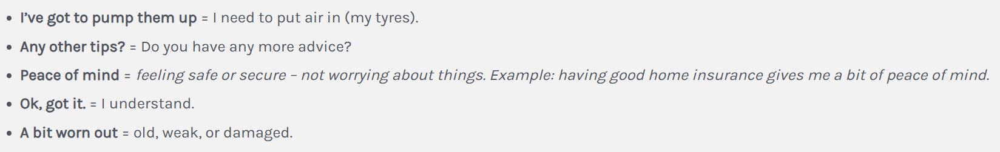 • I’ve got to pump them up = I need to put air in (my tyres).
• Any other tips? = Do you have any more advice?
• Peace of mind = feeling safe or secure – not worrying about things. Example: having good home insurance gives me a bit of peace of mind.
• Ok, got it. = I understand.
• A bit worn out = old, weak, or damaged.